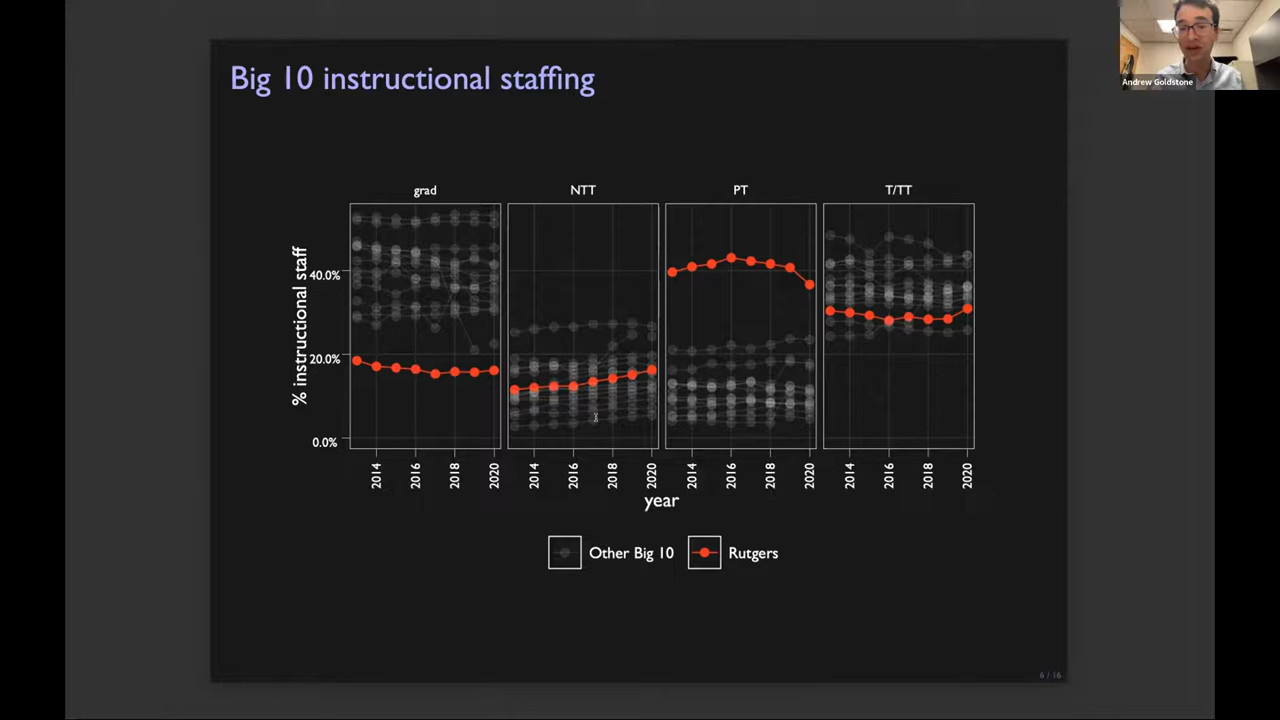 Andrew Goldstone
Big 10 instructional staffing
grad NTT PT T/TT
% instructional staff
40.0%
20.0%
0.0%
2014 2016 2018 2020 2014 2016 2018 2020 2014 2016 2018 2020 2014 2016 2018 2020
year
Other Big 10 Rutgers
6 / 16